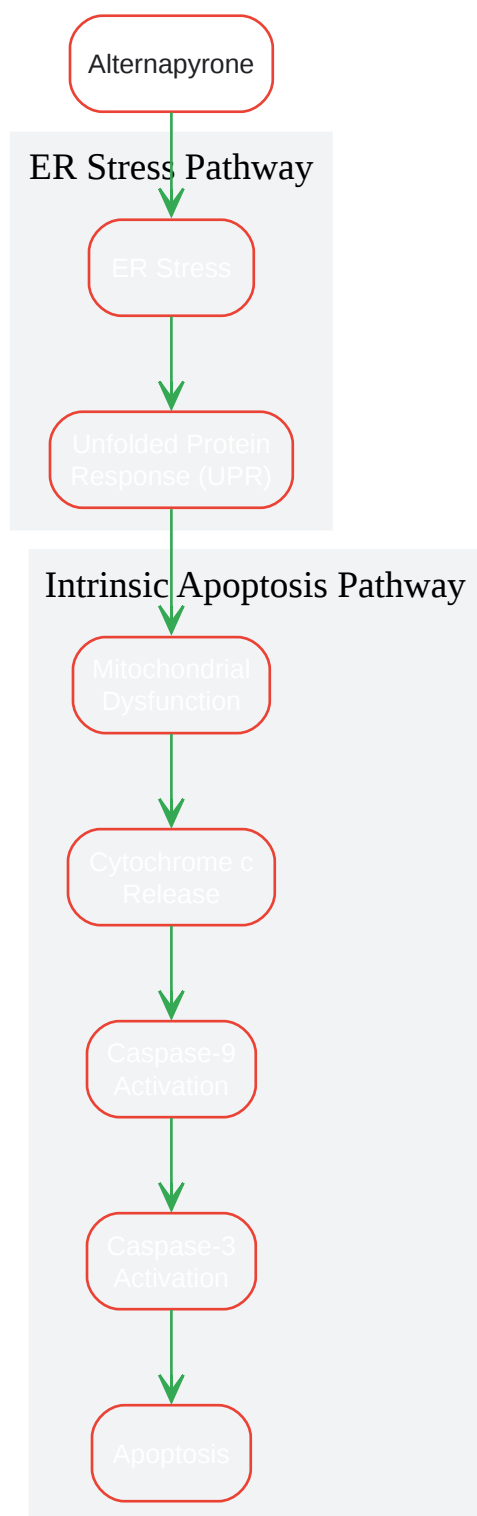 Alternapyrone
ER Stress Pathway
ER Stress
Unfolded Protein
Response (UPR)
Intrinsic Apoptosis Pathway
Mitochondrial
Dysfunction
Cytochrome c
Release
Caspase-9
Activation
Caspase-3
Activation
Apoptosis